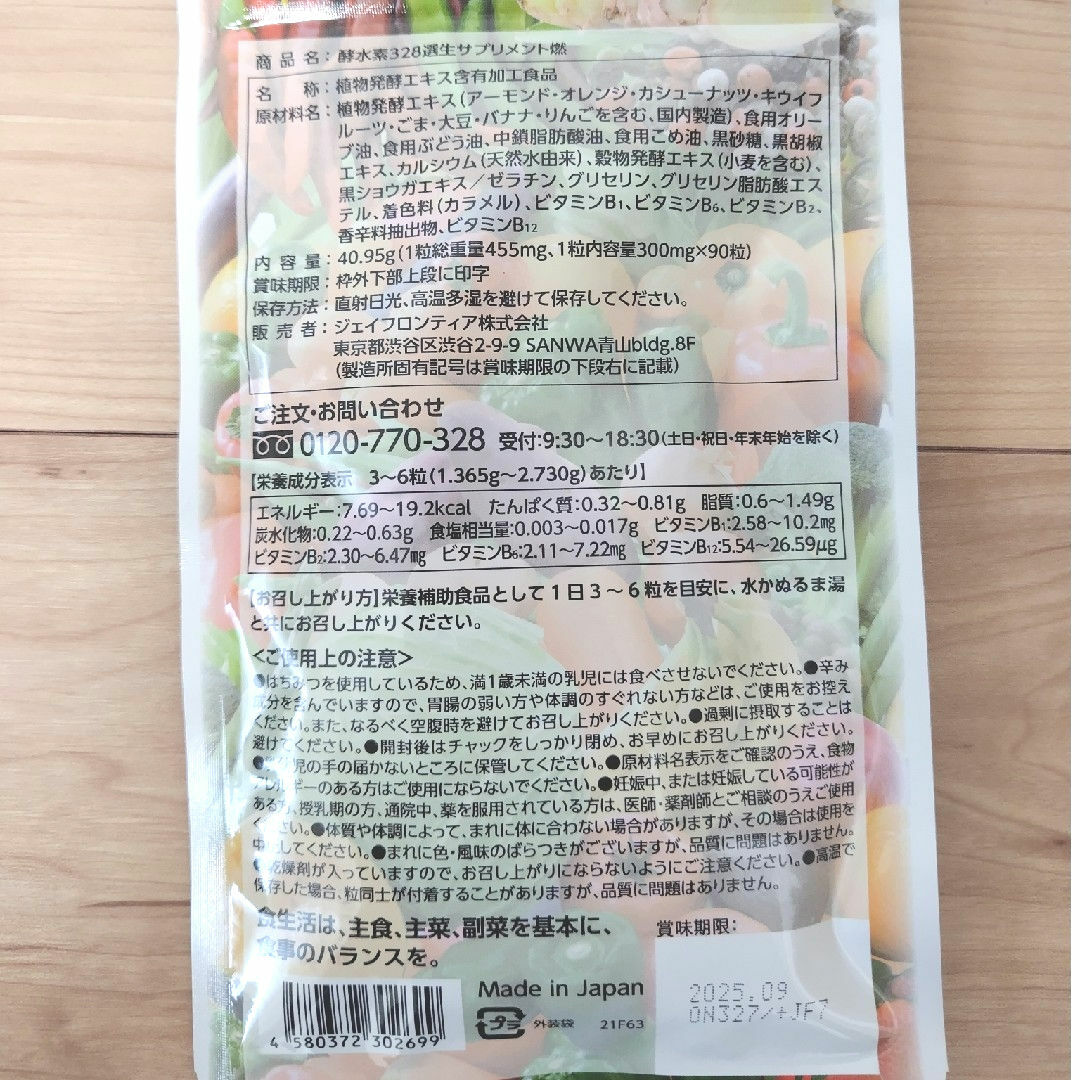 商品名：酵水素328選生サプリメント燃
名称：植物発酵エキス含有加工食品
原材料名：植物発酵エキス（アーモンド・オレンジ・カシューナッツ・キウイフ
ルーツ・ごま・大豆・バナナ・りんごを含む、国内製造）、食用オリー
ブ油、食用ぶどう油、中鎖脂肪酸油、食用こめ油、黒砂糖、黒胡椒
エキス、カルシウム（天然水由来）、穀物発酵エキス（小麦を含む）、
黒ショウガエキス／ゼラチン、グリセリン、グリセリン脂肪酸エス
テル、着色料（カラメル）、ビタミンB1、ビタミンB6、ビタミンB2、
香辛料抽出物、ビタミンB12
内容量：40.95g（1粒総重量455mg、1粒内容量300mg×90粒）
賞味期限：枠外下部上段に印字
保存方法：直射日光、高温多湿を避けて保存してください。
販売者：ジェイフロンティア株式会社
東京都渋谷区渋谷2-9-9 SANWA青山bldg.8F
（製造所固有記号は賞味期限の下段右に記載）
ご注文・お問い合わせ
0120-770-328 受付：9:30～18:30（土日・祝日・年末年始を除く）
【栄養成分表示 3～6粒（1.365g～2.730g）あたり】
エネルギー：7.69～19.2kcal たんぱく質：0.32～0.81g 脂質：0.6～1.49g
炭水化物：0.22～0.63g 食塩相当量：0.003～0.017g ビタミンB1：2.58～10.2mg
ビタミンB2：2.30～6.47mg ビタミンB6：2.11～7.22mg ビタミンB12：5.54～26.59μg
【お召し上がり方】栄養補助食品として1日3～6粒を目安に、水かぬるま湯
と共にお召し上がりください。
＜ご使用上の注意＞
●はちみつを使用しているため、満1歳未満の乳児には食べさせないでください。●辛み
成分を含んでいますので、胃腸の弱い方や体調のすぐれない方などは、ご使用をお控え
ください。また、なるべく空腹時を避けてお召し上がりください。●過剰に摂取することは
避けてください。●開封後はチャックをしっかり閉め、お早めにお召し上がりください。
●児の手の届かないところに保管してください。●原材料名表示をご確認のうえ、食物
アレルギーのある方はご使用にならないでください。●妊娠中、または妊娠している可能性が
ある方、授乳期の方、通院中、薬を服用されている方は、医師・薬剤師とご相談のうえご使用
ください。●体質や体調によって、まれに体に合わない場合がありますが、その場合は使用を
中止してください。●まれに色・風味のばらつきがございますが、品質に問題はありません。
●乾燥剤が入っていますので、お召し上がりにならないようにご注意ください。●高温で
保存した場合、粒同士が付着することがありますが、品質に問題はありません。
食生活は、主食、主菜、副菜を基本に、
食事のバランスを。
賞味期限：
2025.09
ON327/+JF7
Made in Japan
プラ 外装袋 21F63
4 580372 302699